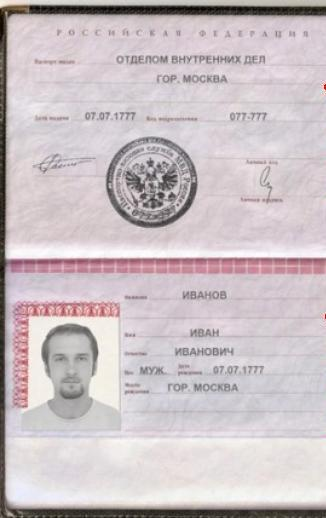 РОССИЙСКАЯ ФЕДЕРАЦИЯ
Паспорт выдан ОТДЕЛОМ ВНУТРЕННИХ ДЕЛ
ГОР. МОСКВА
Дата выдачи 07.07.1777 Код подразделения 077-777
Личный код
Личная подпись
Фамилия ИВАНОВ
Имя ИВАН
Отчество ИВАНОВИЧ
Пол МУЖ. Дата рождения 07.07.1777
Место рождения ГОР. МОСКВА